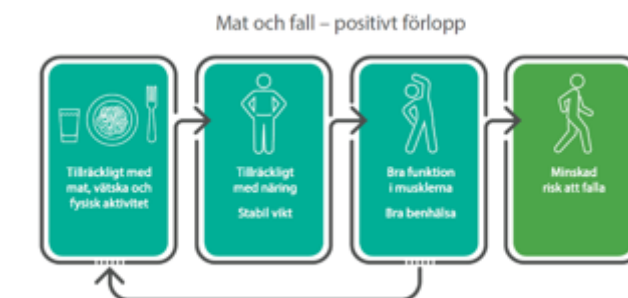 Mat och fall – positivt förlopp
Tillräckligt med
mat, vätska och
fysisk aktivitet
Tillräckligt
med näring
Stabil vikt
Bra funktion
i musklerna
Bra benhälsa
Minskad
risk att falla